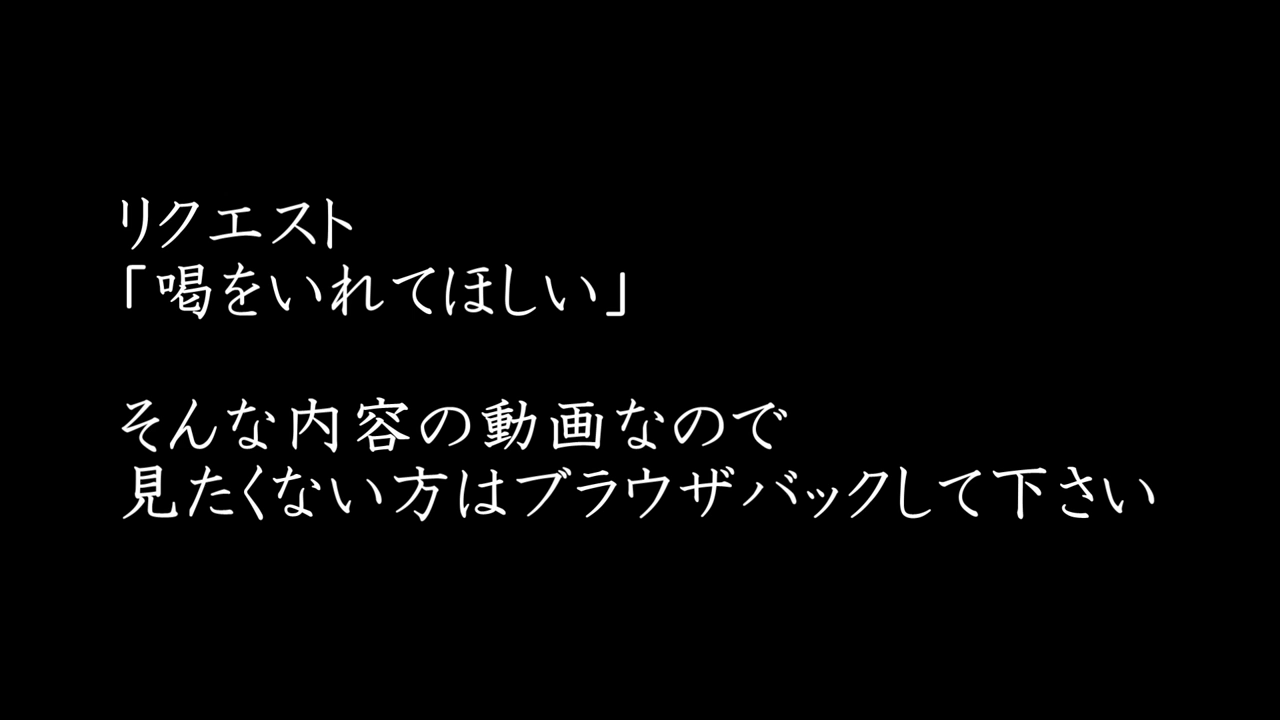 リクエスト
「喝をいれてほしい」
そんな内容の動画なので
見たくない方はブラウザバックして下さい